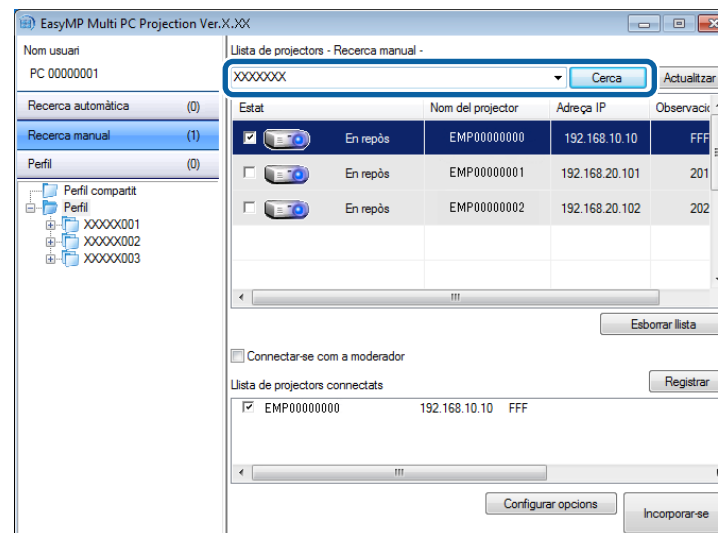 EasyMP Multi PC Projection Ver.X.XX
Nom usuari
PC 00000001
Recerca automàtica (0)
Recerca manual (1)
Perfil (0)
Perfil compartit
Perfil
XXXXX001
XXXXX002
XXXXX003
Llista de projectors - Recerca manual -
XXXXXXX Cerca Actualitzar
Estat Nom del projector Adreça IP Observacio
En repòs EMP00000000 192.168.10.10 FFF
En repòs EMP00000001 192.168.20.101 201
En repòs EMP00000002 192.168.20.102 202
Esborrar llista
Connectar-se com a moderador
Llista de projectors connectats Registrar
EMP00000000 192.168.10.10 FFF
Configurar opcions Incorporar-se